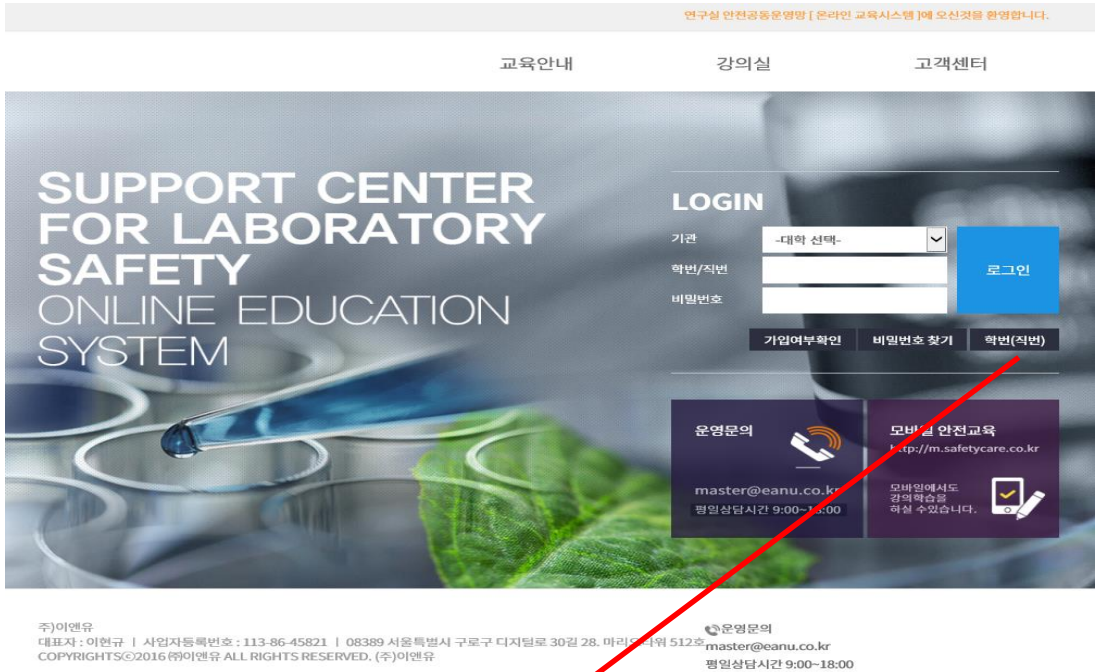 연구실 안전공동운영망 [ 온라인 교육시스템 ]에 오신것을 환영합니다.
교육안내 강의실 고객센터
SUPPORT CENTER
FOR LABORATORY
SAFETY
ONLINE EDUCATION
SYSTEM
LOGIN
기관 -대학 선택-
학번/직번
비밀번호
로그인
가입여부확인 비밀번호 찾기 학번(직번)
운영문의
master@eanu.co.kr
평일상담시간 9:00~18:00
모바일 안전교육
http://m.safetycare.co.kr
모바일에서도
강의학습을
하실 수있습니다.
주)이앤유
대표자 : 이현규 | 사업자등록번호 : 113-86-45821 | 08389 서울특별시 구로구 디지털로 30길 28. 마리오타워 512호
COPYRIGHTSⓒ2016 ㈜이앤유 ALL RIGHTS RESERVED. (주)이앤유
운영문의
master@eanu.co.kr
평일상담시간 9:00~18:00